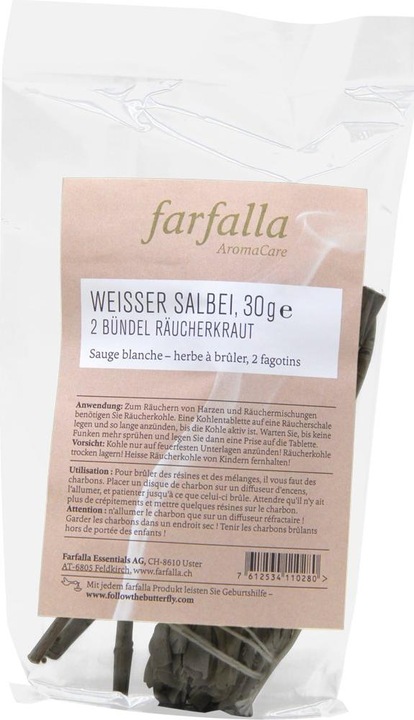 farfalla
AromaCare
WEISSER SALBEI, 30g e
2 BÜNDEL RÄUCHERKRAUT
Sauge blanche – herbe à brûler, 2 fagotins
Anwendung: Zum Räuchern von Harzen und Räuchermischungen
benötigen Sie Räucherkohle. Eine Kohlentablette auf eine Räucherschale
legen und so lange anzünden, bis die Kohle aktiv ist. Warten Sie, bis keine
Funken mehr sprühen und legen Sie dann eine Prise auf die Tablette.
Vorsicht: Kohle nur auf feuerfesten Unterlagen anzünden! Räucherkohle
trocken lagern! Heisse Räucherkohle von Kindern fernhalten!
Utilisation : Pour brûler des résines et des mélanges, il vous faut des
charbons. Placer un disque de charbon sur un diffuseur d'encens,
l'allumer, et patienter jusqu'à ce que celui-ci brûle. Attendre qu'il n'y ait
plus de crépitements et mettre quelques résines sur le charbon.
Attention : n'allumer le charbon que sur un diffuseur réfractaire !
Garder les charbons dans un endroit sec ! Tenir les charbons brûlants
hors de portée des enfants !
Farfalla Essentials AG, CH-8610 Uster
AT-6805 Feldkirch, www.farfalla.ch
7 612534 110280 >
Mit jedem farfalla Produkt leisten Sie Geburtshilfe –
www.followthebutterfly.com